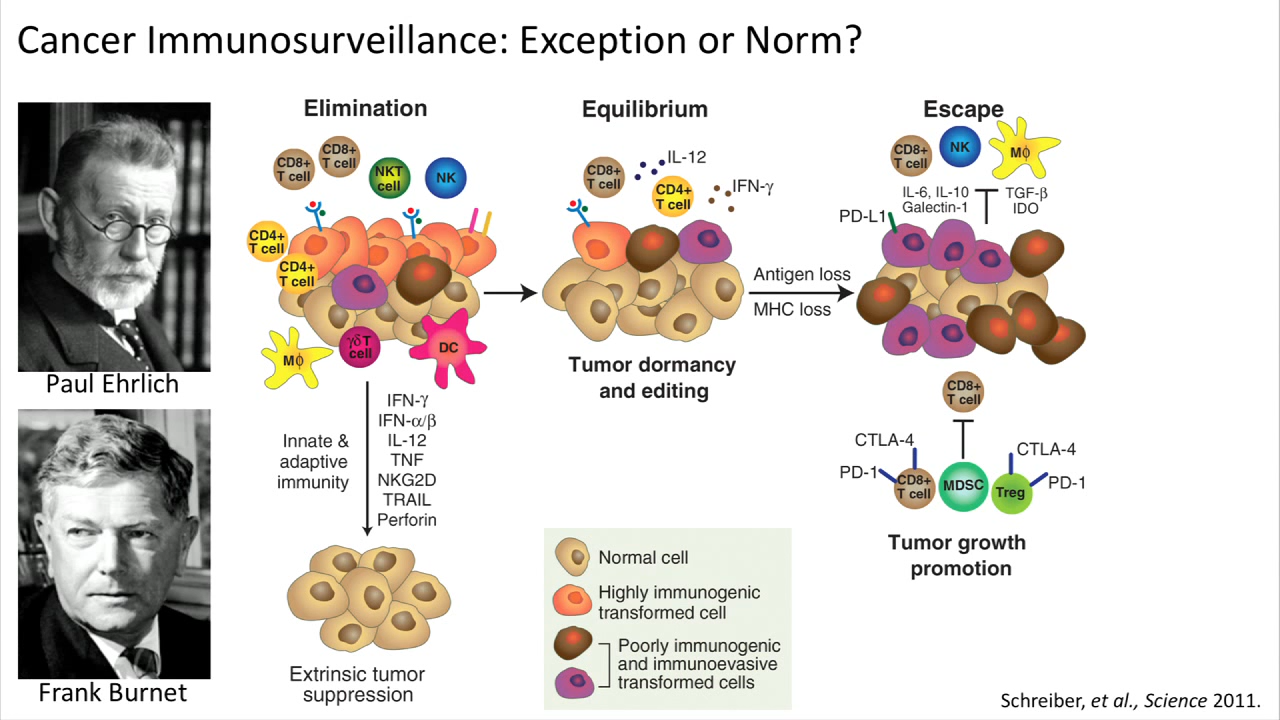 Cancer Immunosurveillance: Exception or Norm?
Paul Ehrlich
Frank Burnet
Elimination
CD8+
T cell
CD8+
T cell
NKT
cell
NK
CD4+
T cell
CD4+
T cell
Mϕ
γδ T
cell
DC
Innate &
adaptive
immunity
IFN-γ
IFN-α/β
IL-12
TNF
NKG2D
TRAIL
Perforin
Extrinsic tumor
suppression
Equilibrium
CD8+
T cell
IL-12
CD4+
T cell
IFN-γ
Tumor dormancy
and editing
Antigen loss
MHC loss
Escape
CD8+
T cell
NK
Mϕ
IL-6, IL-10
Galectin-1
TGF-β
IDO
PD-L1
CD8+
T cell
CTLA-4
PD-1
CD8+
T cell
MDSC
Treg
CTLA-4
PD-1
Tumor growth
promotion
Normal cell
Highly immunogenic
transformed cell
Poorly immunogenic
and immunoevasive
transformed cells
Schreiber, et al., Science 2011.